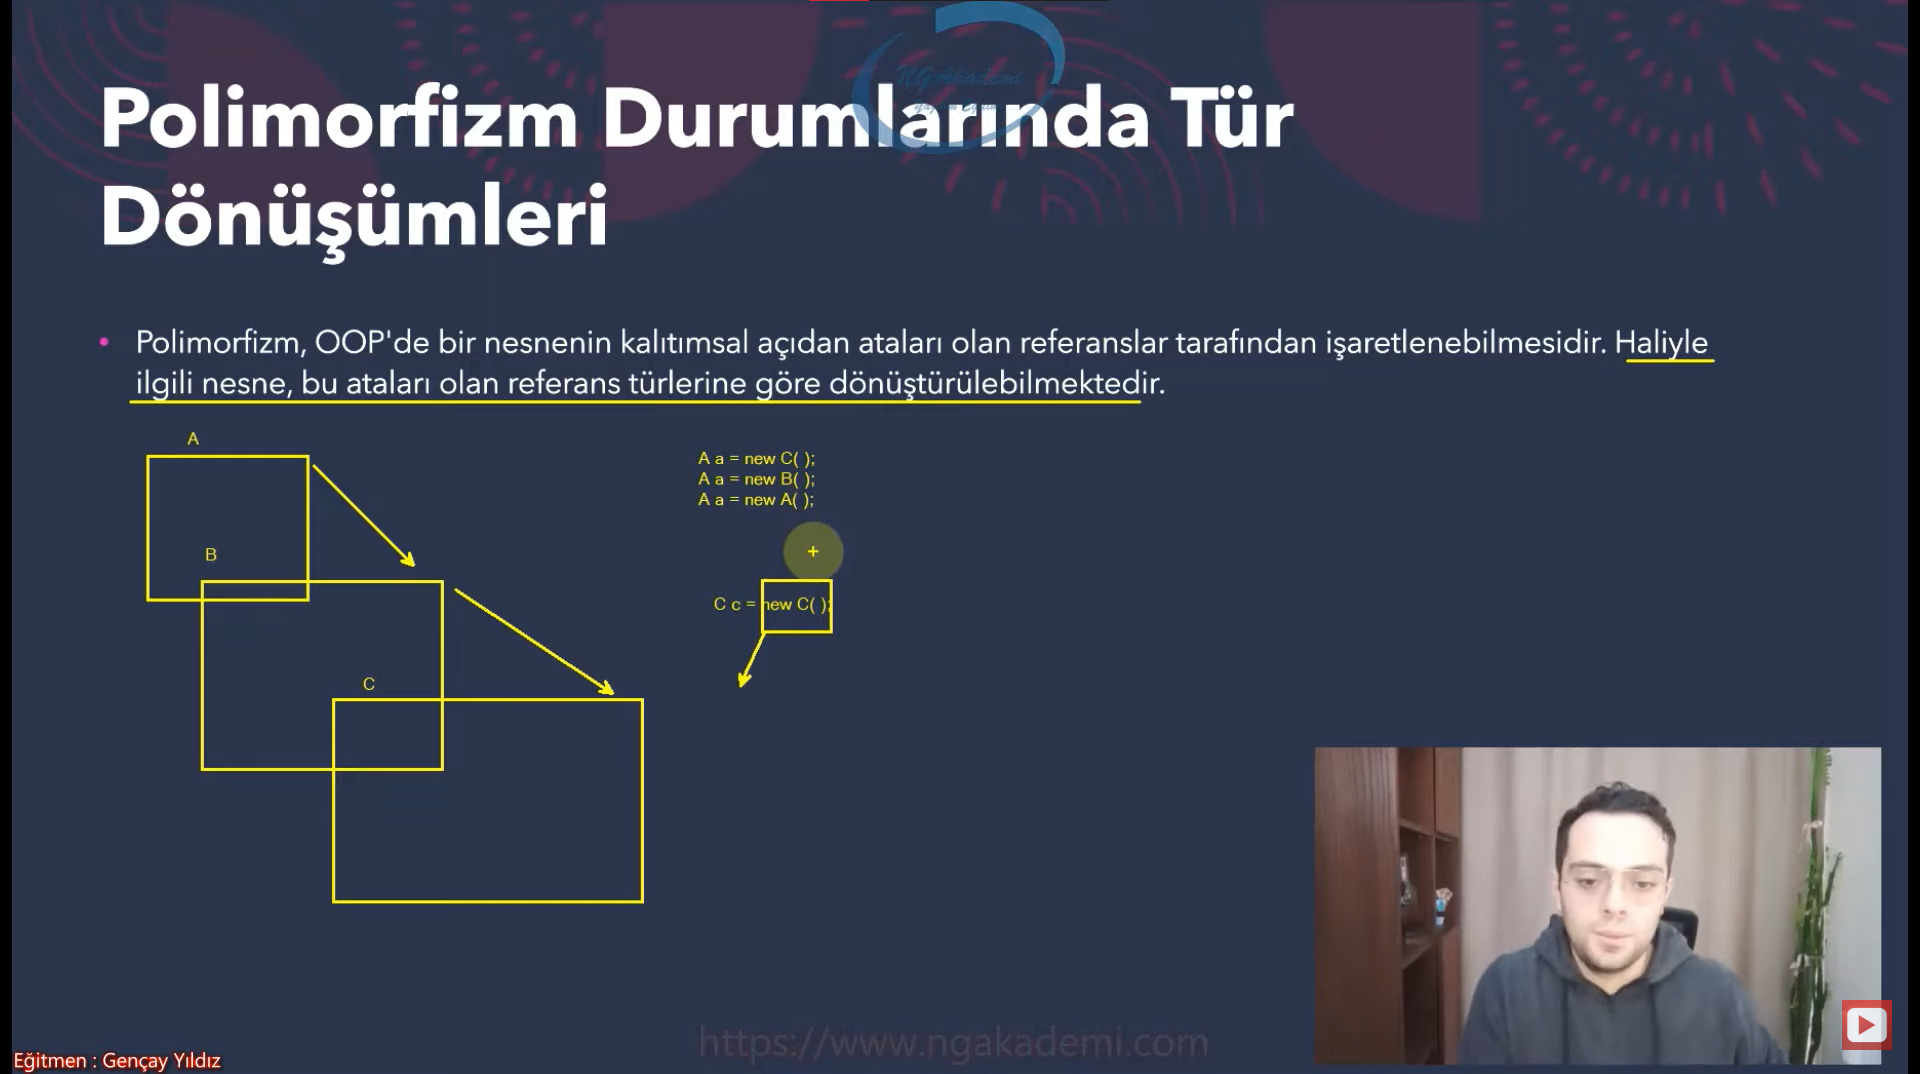 NG Akademi
Polimorfizm Durumlarında Tür
Dönüşümleri
• Polimorfizm, OOP'de bir nesnenin kalıtımsal açıdan ataları olan referanslar tarafından işaretlenebilmesidir. Haliyle
ilgili nesne, bu ataları olan referans türlerine göre dönüştürülebilmektedir.
A
B
C
A a = new C( );
A a = new B( );
A a = new A( );
C c = new C( );
https://www.ngakademi.com
Eğitmen : Gençay Yıldız